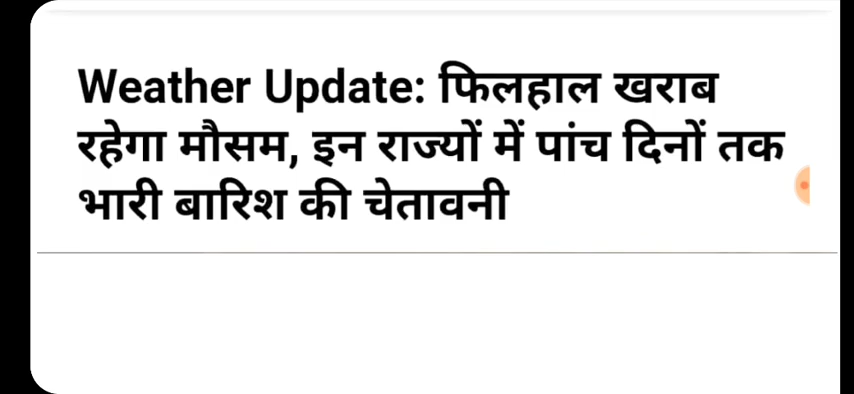 Weather Update: फिलहाल खराब
रहेगा मौसम, इन राज्यों में पांच दिनों तक
भारी बारिश की चेतावनी